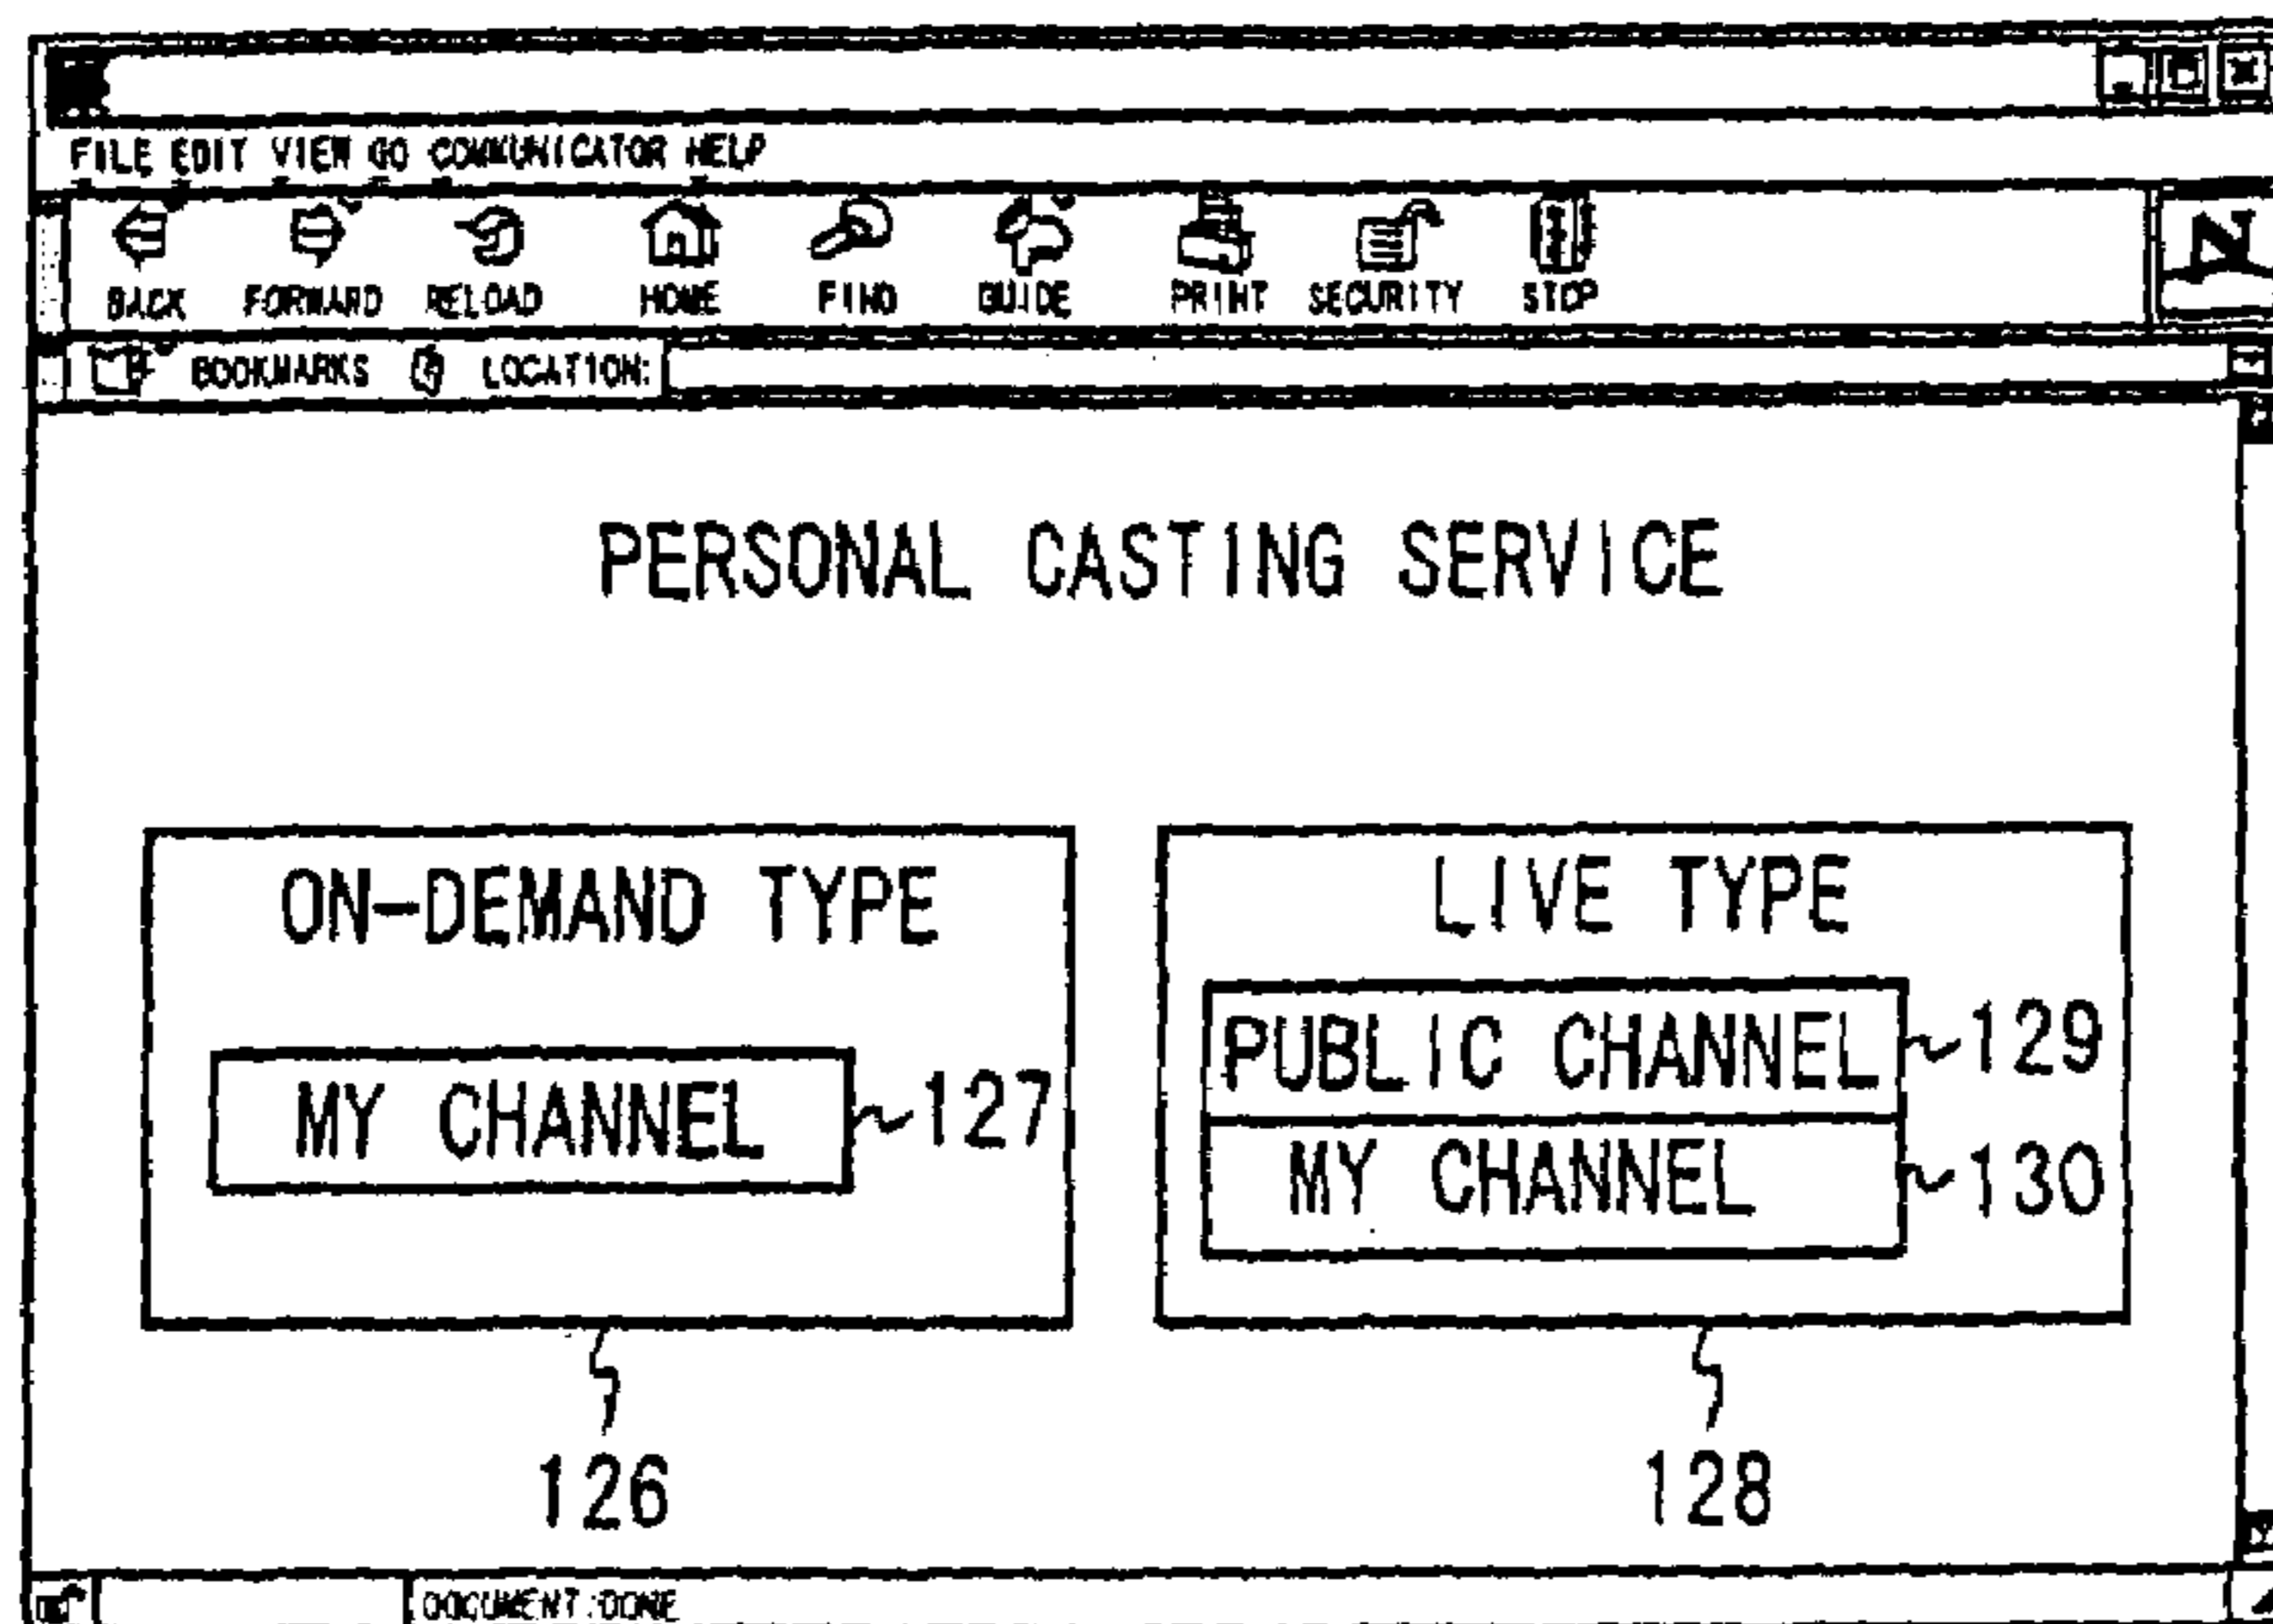 FILE EDIT VIEW GO COMMUNICATOR HELP
N
BACK FORWARD RELOAD HOME FIND GUIDE PRINT SECURITY STOP
BOOKMARKS LOCATION:
PERSONAL CASTING SERVICE
ON-DEMAND TYPE
MY CHANNEL 127
126
LIVE TYPE
PUBLIC CHANNEL 129
MY CHANNEL 130
128
DOCUMENT:DONE